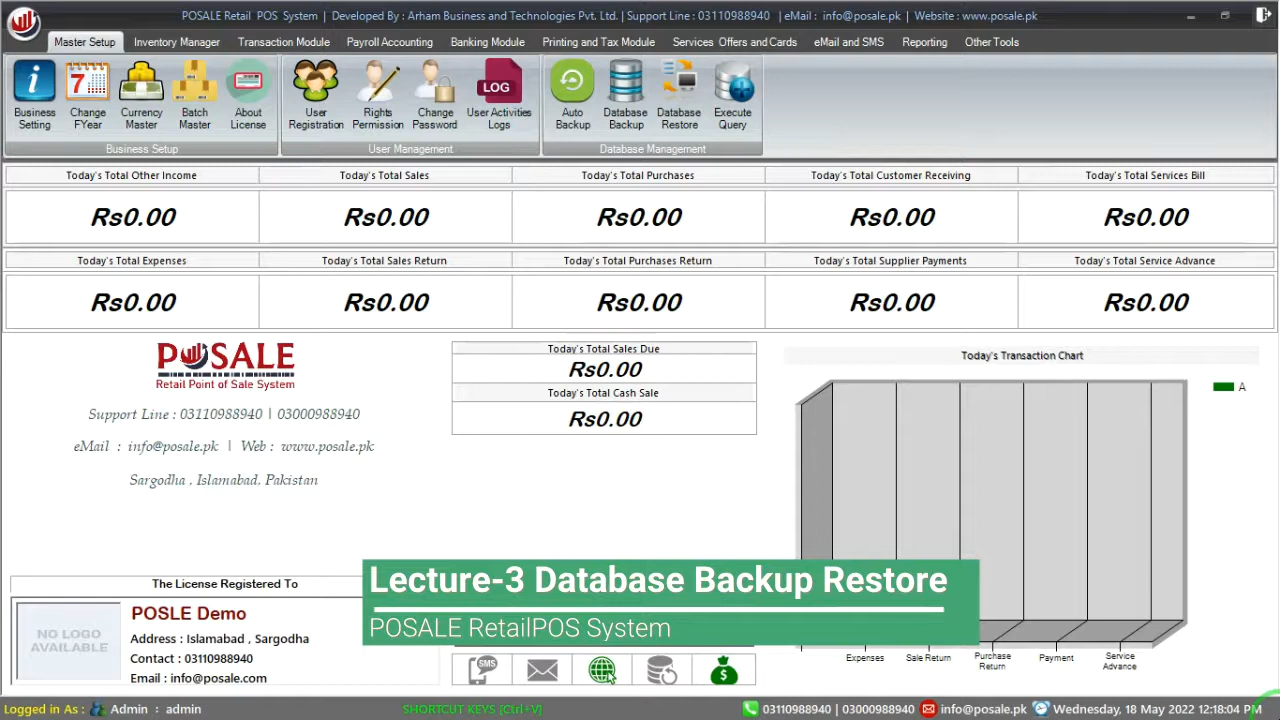 POSALE Retail POS System | Developed By : Arham Business and Technologies Pvt. Ltd. | Support Line : 03110988940 | eMail : info@posale.pk | Website : www.posale.pk
Master Setup Inventory Manager Transaction Module Payroll Accounting Banking Module Printing and Tax Module Services Offers and Cards eMail and SMS Reporting Other Tools
Business Setting
Change FYear
Currency Master
Batch Master
About License
User Registration
Rights Permission
Change Password
LOG
User Activities Logs
Auto Backup
Database Backup
Database Restore
Execute Query
Business Setup
User Management
Database Management
Today's Total Other Income Today's Total Sales Today's Total Purchases Today's Total Customer Receiving Today's Total Services Bill
Rs0.00 Rs0.00 Rs0.00 Rs0.00 Rs0.00
Today's Total Expenses Today's Total Sales Return Today's Total Purchases Return Today's Total Supplier Payments Today's Total Service Advance
Rs0.00 Rs0.00 Rs0.00 Rs0.00 Rs0.00
POSALE
Retail Point of Sale System
Support Line : 03110988940 | 03000988940
eMail : info@posale.pk | Web : www.posale.pk
Sargodha , Islamabad, Pakistan
Today's Total Sales Due
Rs0.00
Today's Total Cash Sale
Rs0.00
Today's Transaction Chart
A
Expenses Sale Return Purchase Return Payment Service Advance
The License Registered To
NO LOGO
AVAILABLE
POSLE Demo
Address : Islamabad , Sargodha
Contact : 03110988940
Email : info@posale.com
Lecture-3 Database Backup Restore
POSALE RetailPOS System
SMS
Logged in As : Admin : admin
SHORTCUT KEYS [Ctrl+V]
03110988940 | 03000988940 info@posale.pk Wednesday, 18 May 2022 12:18:04 PM